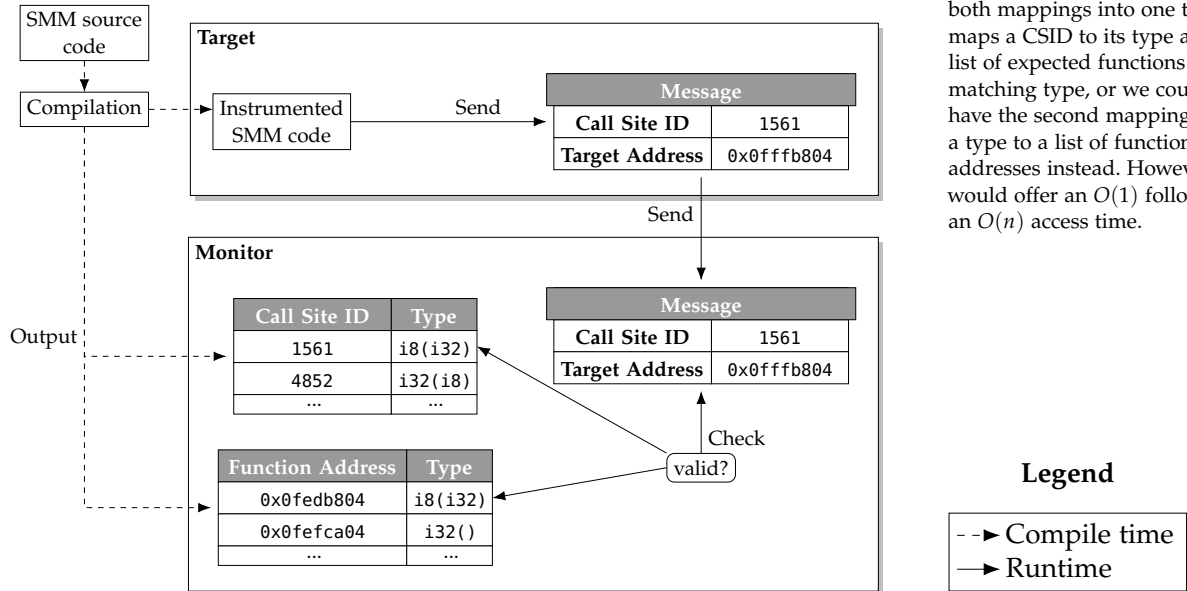 SMM source
code
Compilation
Output
Target
Instrumented
SMM code
Send
Message
Call Site ID 1561
Target Address 0x0fffb804
Send
Monitor
Call Site ID Type
1561 i8(i32)
4852 i32(i8)
... ...
Function Address Type
0x0fedb804 i8(i32)
0x0fefca04 i32()
... ...
Message
Call Site ID 1561
Target Address 0x0fffb804
Check
valid?
both mappings into one t
maps a CSID to its type a
list of expected functions
matching type, or we cou
have the second mapping
a type to a list of function
addresses instead. Howev
would offer an O(1) follo
an O(n) access time.
Legend
Compile time
Runtime